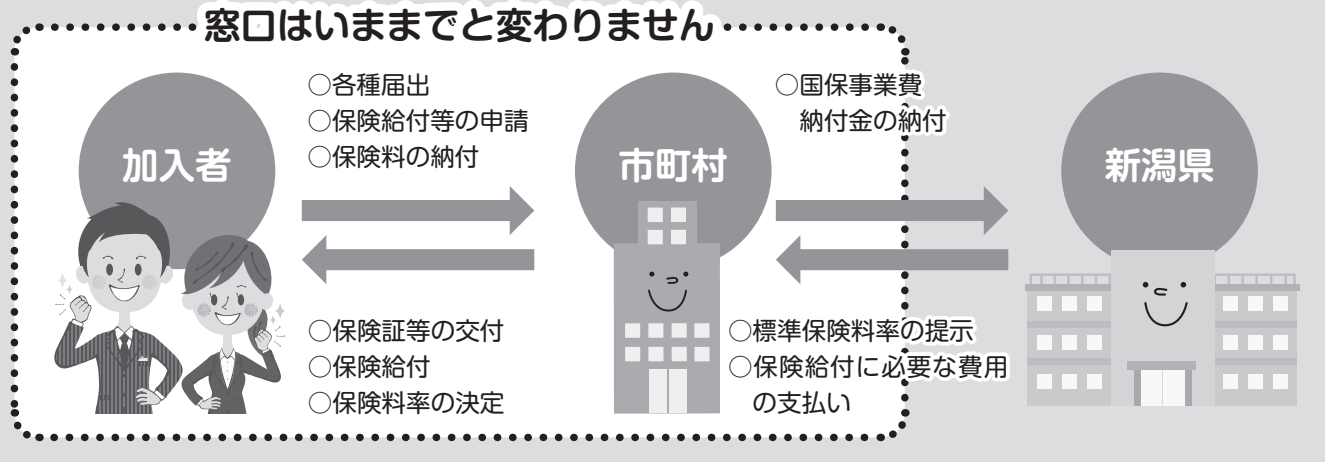 窓口はいままでと変わりません
加入者
○各種届出
○保険給付等の申請
○保険料の納付
○保険証等の交付
○保険給付
○保険料率の決定
市町村
○国保事業費
納付金の納付
○標準保険料率の提示
○保険給付に必要な費用
の支払い
新潟県